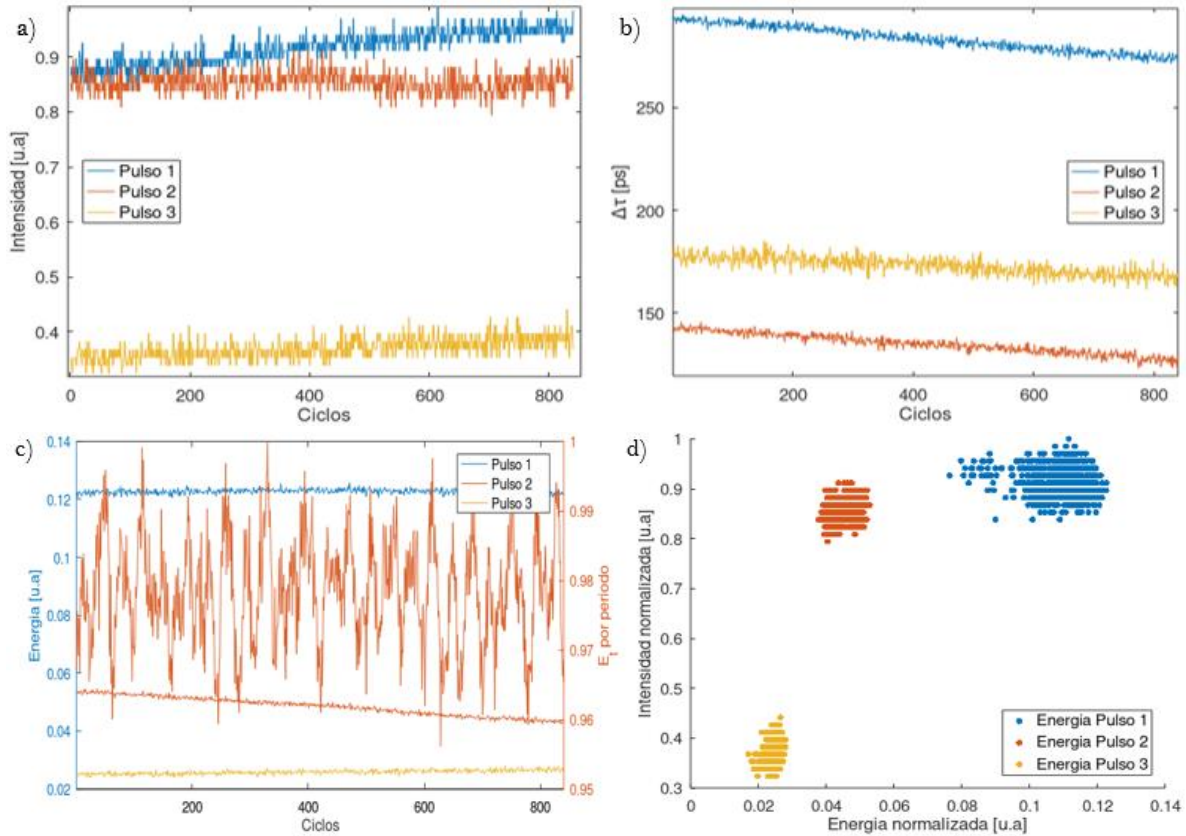 a)
0.9
0.8
0.7
0.6
0.5
0.4
0
200
400
600
800
Intensidad [u.a]
Ciclos
Pulso 1
Pulso 2
Pulso 3
b)
250
200
150
200
400
600
800
Δτ [ps]
Ciclos
Pulso 1
Pulso 2
Pulso 3
c)
0.14
0.12
0.1
0.08
0.06
0.04
0.02
200
400
600
800
1
0.99
0.98
0.97
0.96
0.95
Energia [u.a]
E_t por periodo
Ciclos
Pulso 1
Pulso 2
Pulso 3
d)
1
0.9
0.8
0.7
0.6
0.5
0.4
0.3
0
0.02
0.04
0.06
0.08
0.1
0.12
0.14
Intensidad normalizada [u.a]
Energia normalizada [u.a]
Energia Pulso 1
Energia Pulso 2
Energia Pulso 3